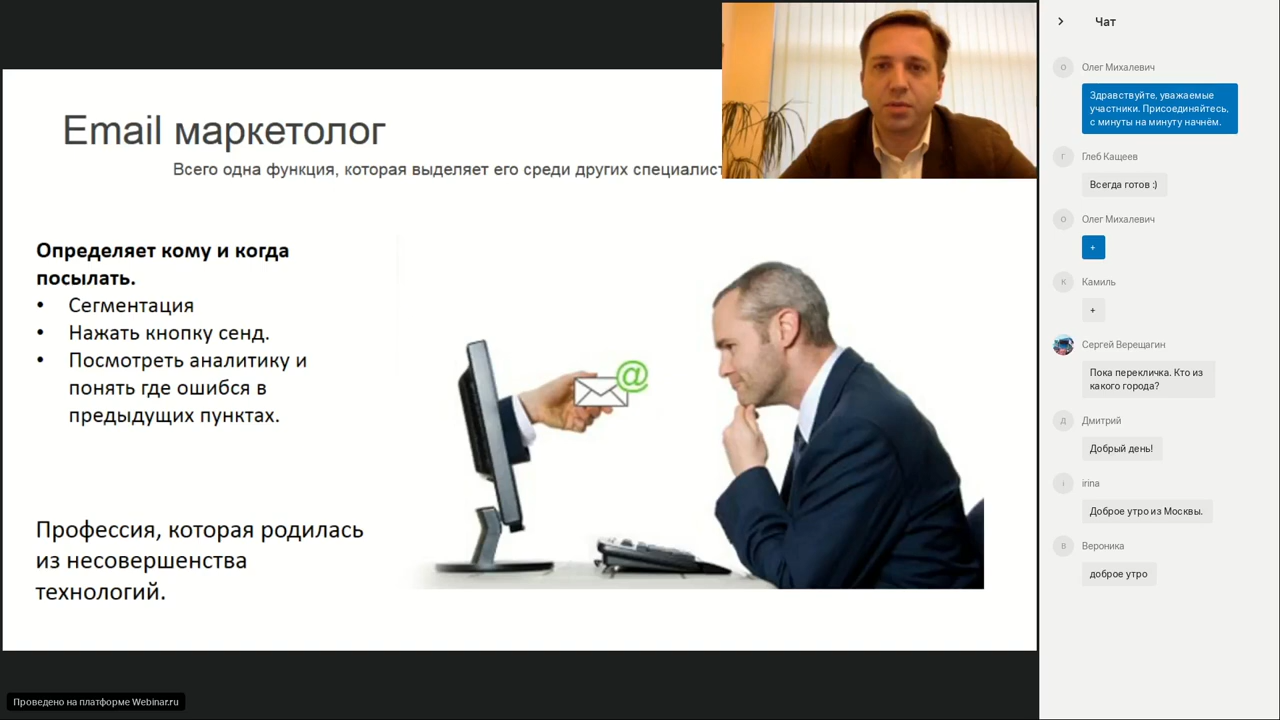 Email маркетолог
Всего одна функция, которая выделяет его среди других
Определяет кому и когда
посылать.
• Сегментация
• Нажать кнопку сенд.
• Посмотреть аналитику и
понять где ошибся в
предыдущих пунктах.
@
Профессия, которая родилась
из несовершенства
технологий.
Проведено на платформе Webinar.ru
Чат
О
Олег Михалевич
Здравствуйте, уважаемые
участники. Присоединяйтесь,
с минуты на минуту начнём.
Г
Глеб Кащеев
Всегда готов :)
О
Олег Михалевич
+
К
Камиль
+
Сергей Верещагин
Пока перекличка. Кто из
какого города?
Д
Дмитрий
Добрый день!
I
irina
Доброе утро из Москвы.
В
Вероника
доброе утро